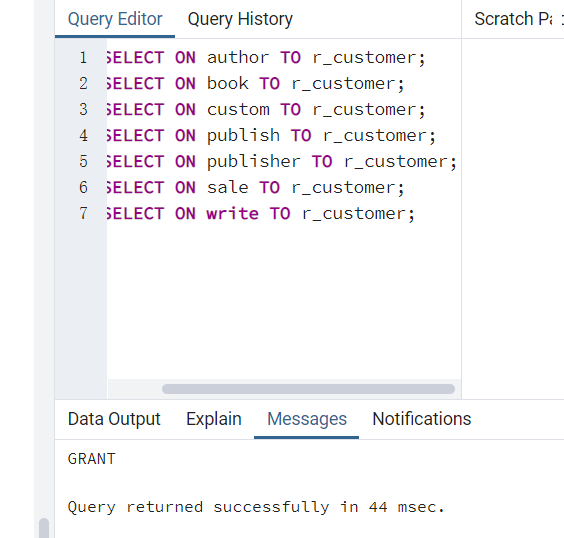 Query Editor Query History Scratch Pa
1 SELECT ON author TO r_customer;
2 SELECT ON book TO r_customer;
3 SELECT ON custom TO r_customer;
4 SELECT ON publish TO r_customer;
5 SELECT ON publisher TO r_customer;
6 SELECT ON sale TO r_customer;
7 SELECT ON write TO r_customer;
Data Output Explain Messages Notifications
GRANT
Query returned successfully in 44 msec.